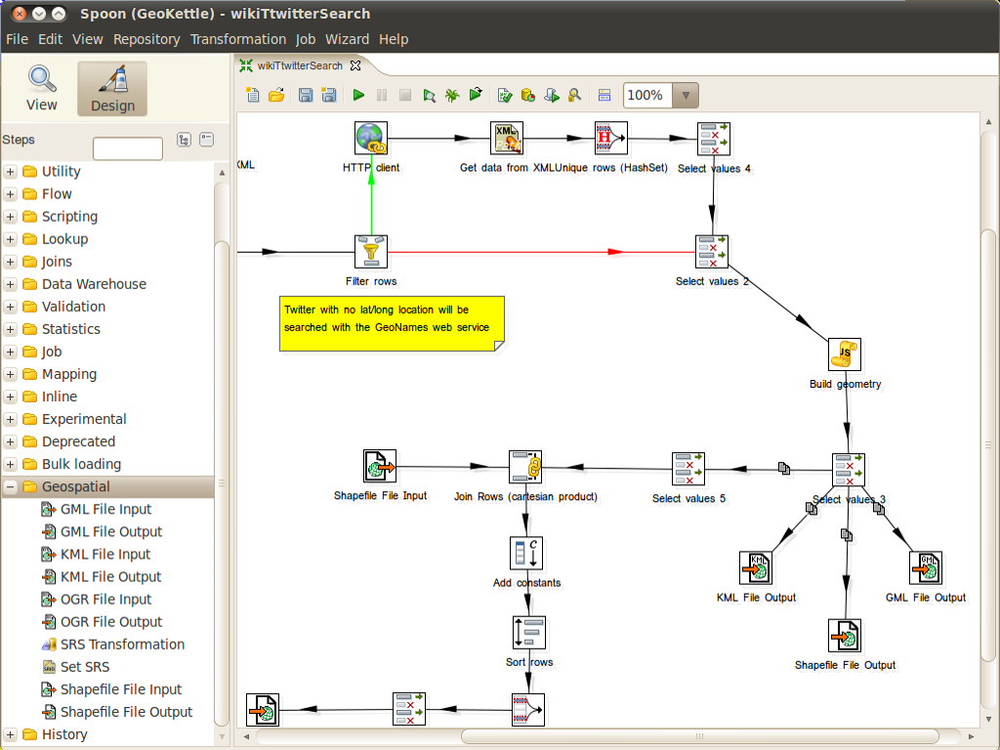 Spoon (GeoKettle) - wikiTtwitterSearch
File Edit View Repository Transformation Job Wizard Help
View
Design
Steps
Utility
Flow
Scripting
Lookup
Joins
Data Warehouse
Validation
Statistics
Job
Mapping
Inline
Experimental
Deprecated
Bulk loading
Geospatial
GML File Input
GML File Output
KML File Input
KML File Output
OGR File Input
OGR File Output
SRS Transformation
Set SRS
Shapefile File Input
Shapefile File Output
History
wikiTtwitterSearch
100%
XML
HTTP client
Get data from XML
Unique rows (HashSet)
Select values 4
Filter rows
Select values 2
Twitter with no lat/long location will be
searched with the GeoNames web service
JS
Build geometry
Shapefile File Input
Join Rows (cartesian product)
Select values 5
Select values 3
Add constants
KML
KML File Output
GML
GML File Output
Sort rows
Shapefile File Output